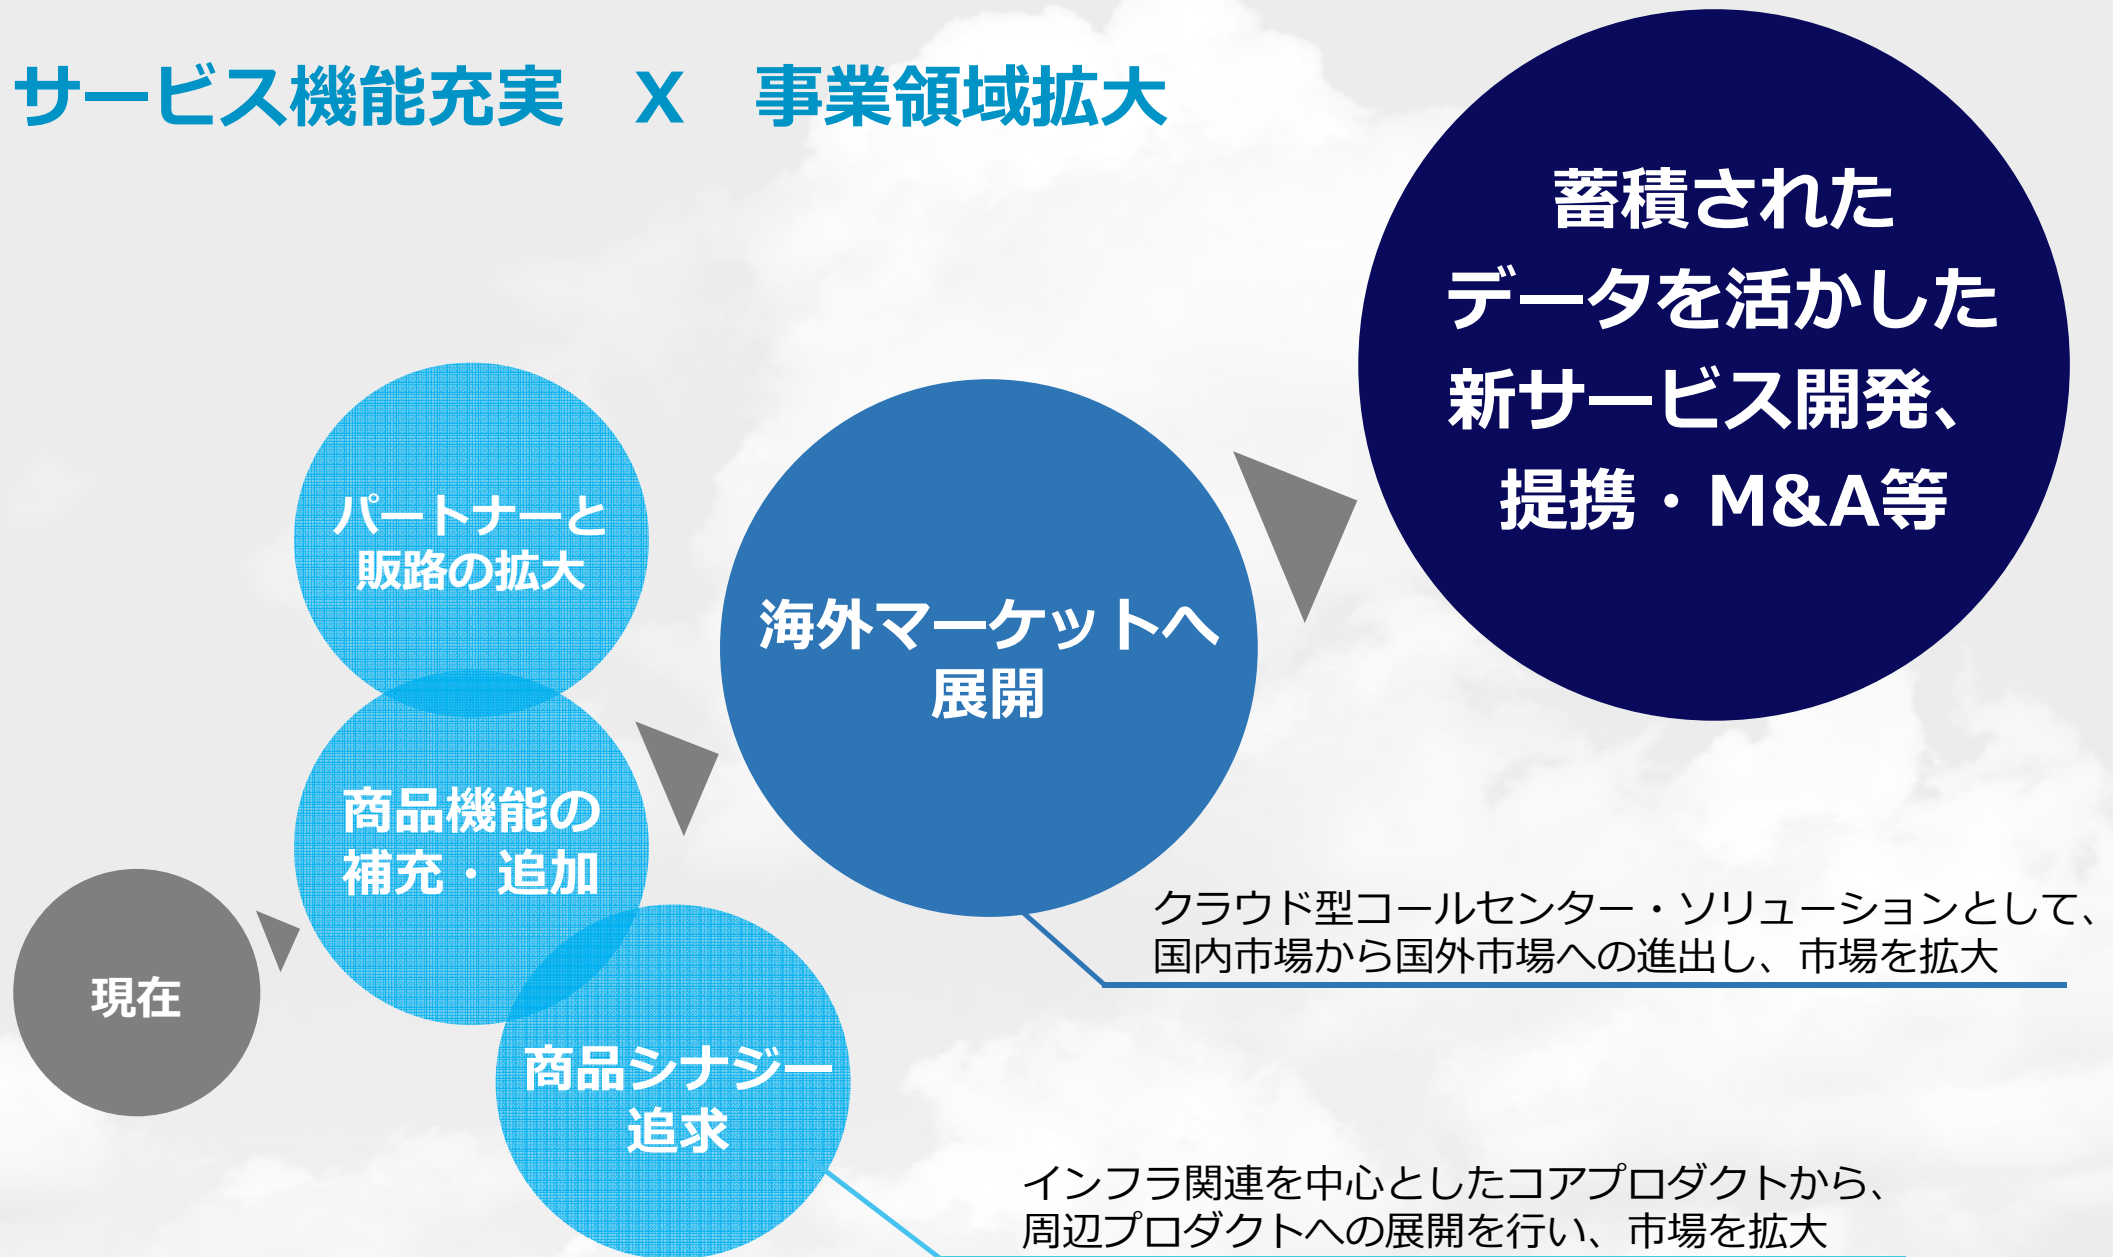 サービス機能充実　X　事業領域拡大
蓄積された
データを活かした
新サービス開発、
提携・M&A等
パートナーと
販路の拡大
海外マーケットへ
展開
商品機能の
補充・追加
現在
商品シナジー
追求
クラウド型コールセンター・ソリューションとして、
国内市場から国外市場への進出し、市場を拡大
インフラ関連を中心としたコアプロダクトから、
周辺プロダクトへの展開を行い、市場を拡大